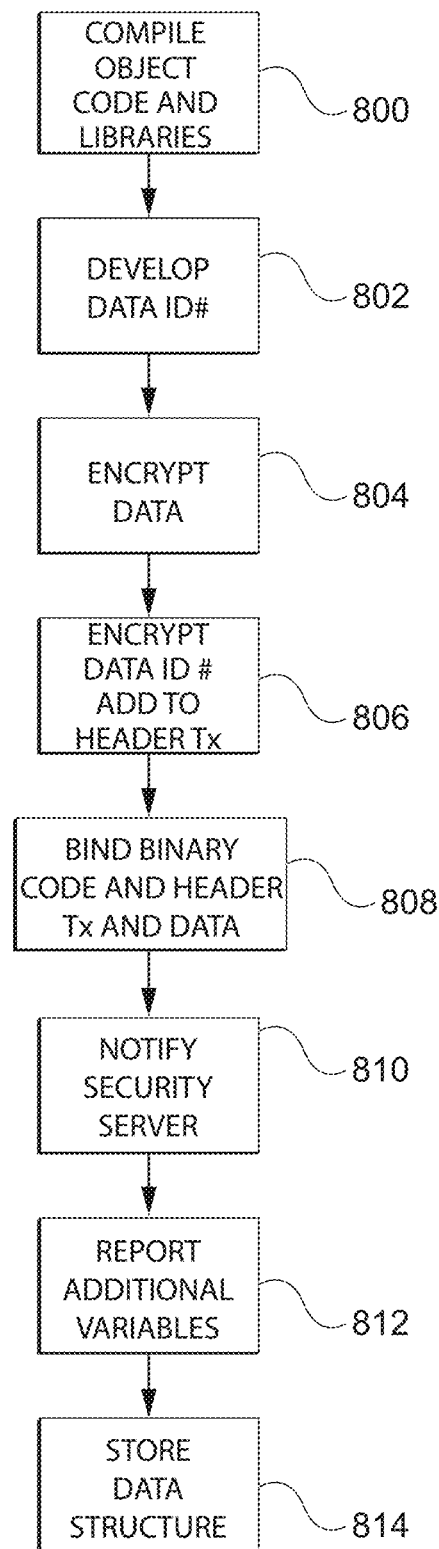 COMPILE
OBJECT
CODE AND
LIBRARIES
800
DEVELOP
DATA ID#
802
ENCRYPT
DATA
804
ENCRYPT
DATA ID #
ADD TO
HEADER Tx
806
BIND BINARY
CODE AND HEADER
Tx AND DATA
808
NOTIFY
SECURITY
SERVER
810
REPORT
ADDITIONAL
VARIABLES
812
STORE
DATA
STRUCTURE
814